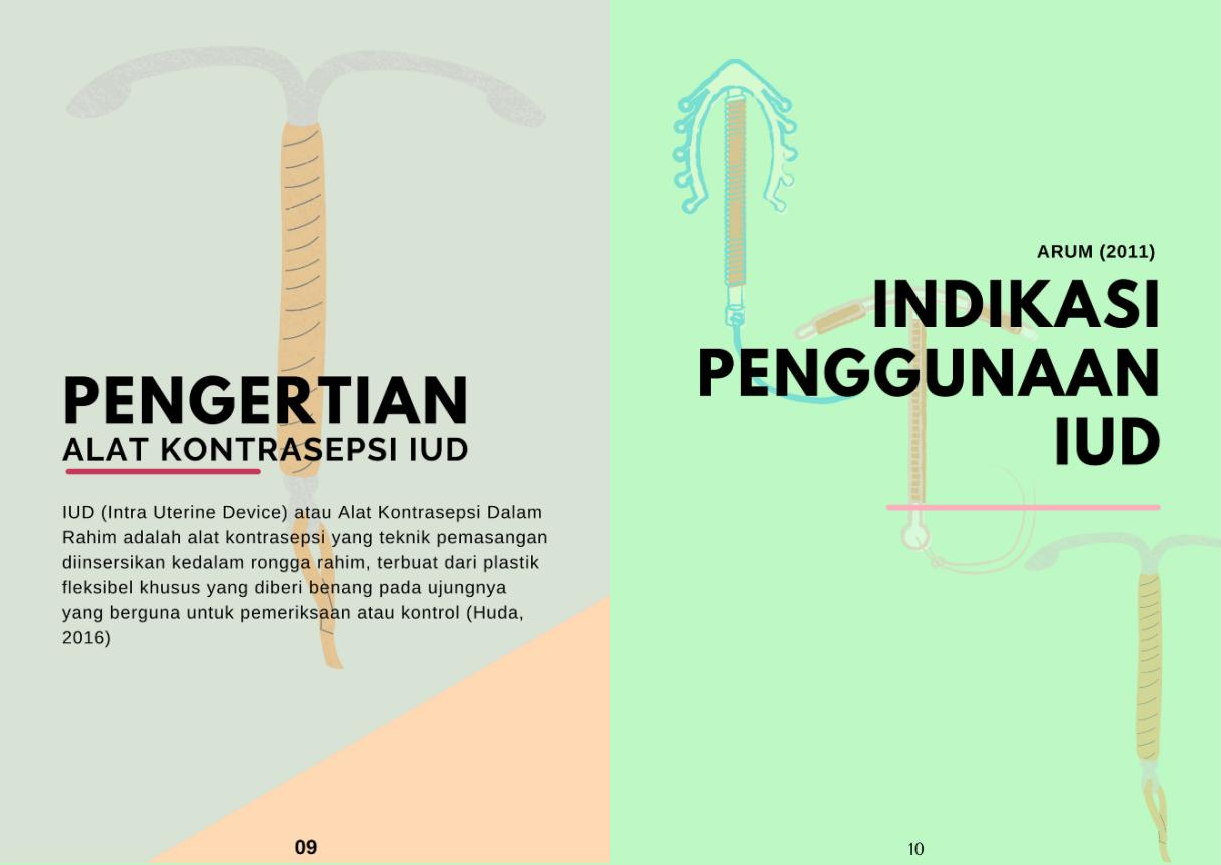 PENGERTIAN
ALAT KONTRASEPSI IUD
IUD (Intra Uterine Device) atau Alat Kontrasepsi Dalam
Rahim adalah alat kontrasepsi yang teknik pemasangan
diinsersikan kedalam rongga rahim, terbuat dari plastik
fleksibel khusus yang diberi benang pada ujungnya
yang berguna untuk pemeriksaan atau kontrol (Huda,
2016)
09
ARUM (2011)
INDIKASI
PENGGUNAAN
IUD
10